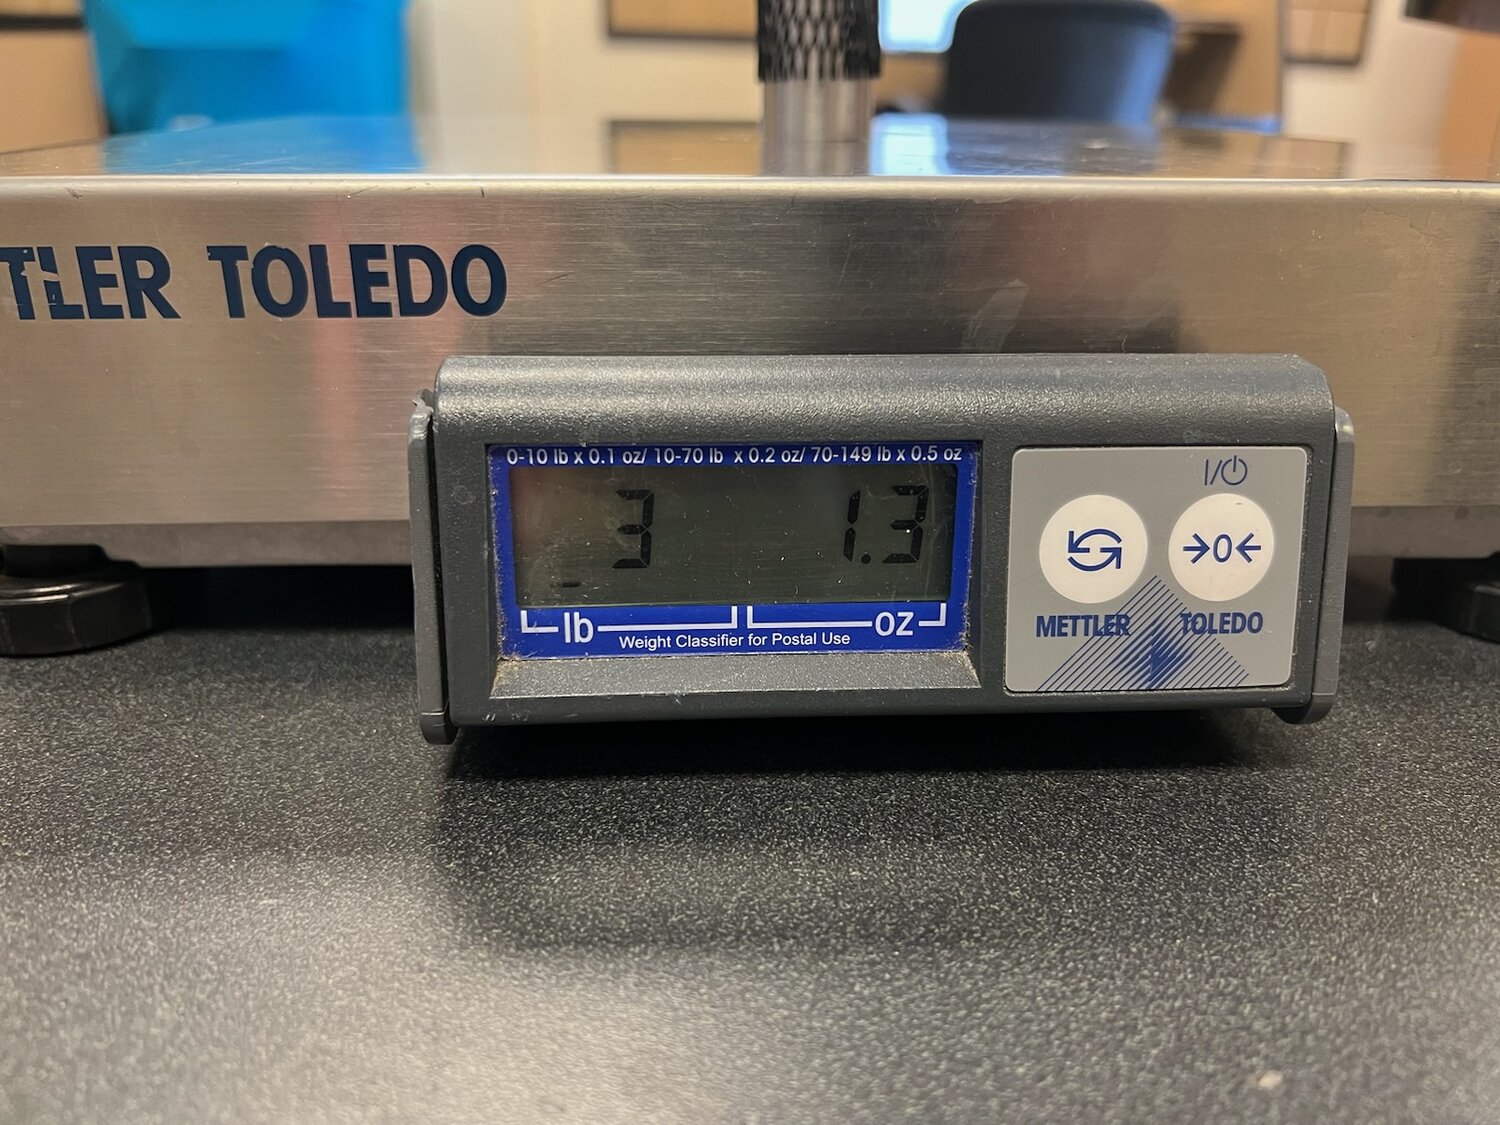 TLER TOLEDO
0-10 lb x 0.1 oz/ 10-70 lb x 0.2 oz/ 70-149 lb x 0.5 oz
3 1.3
lb oz
Weight Classifier for Postal Use
I/⏻
→0←
METTLER TOLEDO